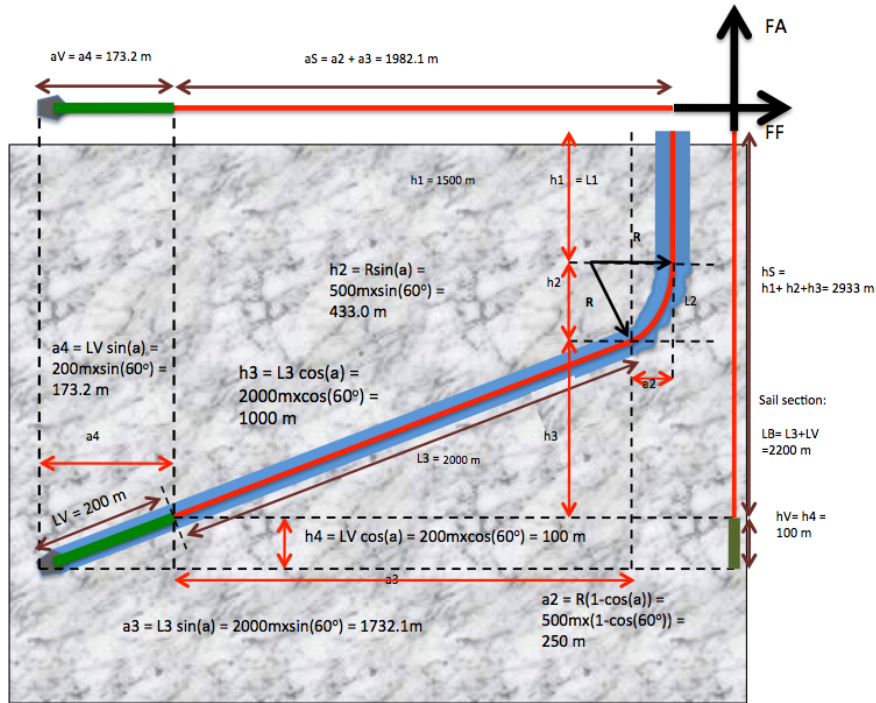 aV = a4 = 173.2 m
aS = a2 + a3 = 1982.1 m
FA
FF
h1 = 1500 m
h1 = L1
R
h2 = Rsin(a) =
500mxsin(60°) =
433.0 m
h2
R
L2
hS =
h1+ h2+h3= 2933 m
a4 = LV sin(a) =
200mxsin(60°) =
173.2 m
h3 = L3 cos(a) =
2000mxcos(60°) =
1000 m
a2
Sail section:
LB= L3+LV
=2200 m
a4
h3
L3 = 2000 m
LV = 200 m
hV= h4 =
100 m
h4 = LV cos(a) = 200mxcos(60°) = 100 m
a3
a3 = L3 sin(a) = 2000mxsin(60°) = 1732.1m
a2 = R(1-cos(a)) =
500mx(1-cos(60°)) =
250 m